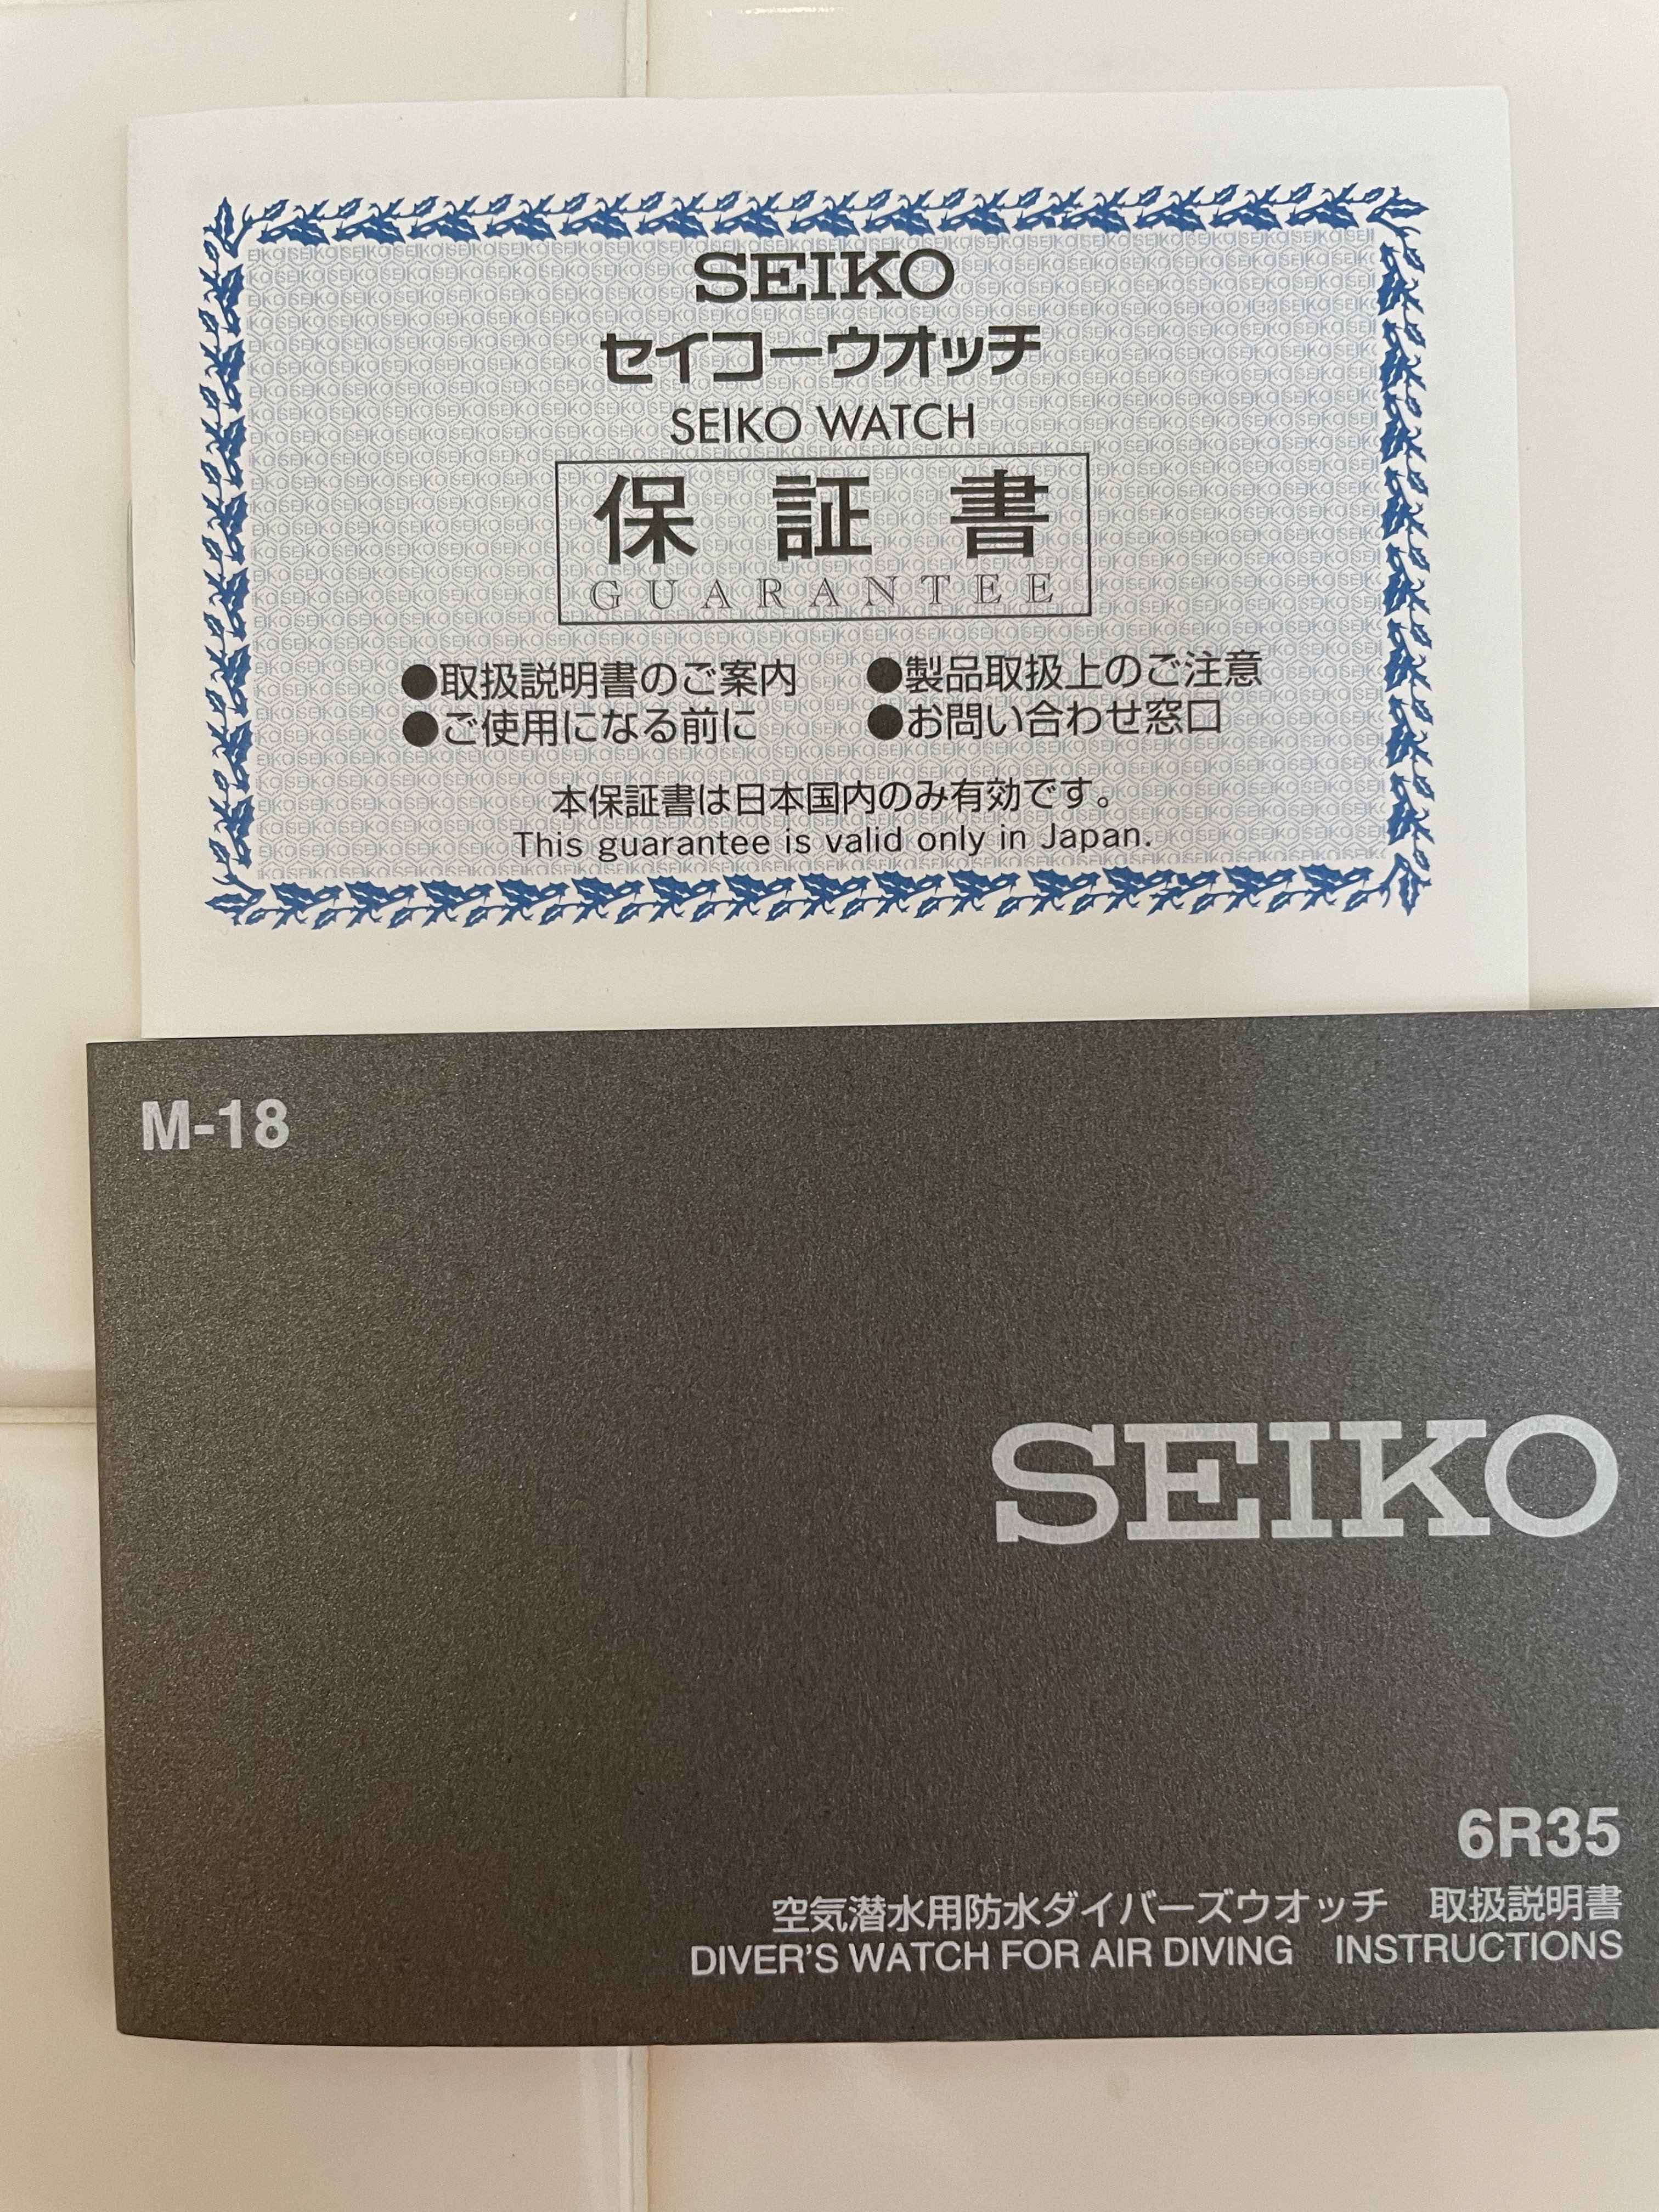 SEIKO
セイコーウオッチ
SEIKO WATCH
保証書
GUARANTEE
●取扱説明書のご案内 ●製品取扱上のご注意
●ご使用になる前に ●お問い合わせ窓口
本保証書は日本国内のみ有効です。
This guarantee is valid only in Japan.
M-18
SEIKO
6R35
空気潜水用防水ダイバーズウオッチ 取扱説明書
DIVER'S WATCH FOR AIR DIVING INSTRUCTIONS